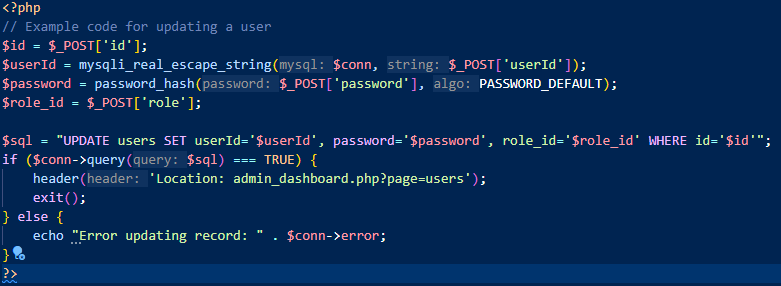 <?php
// Example code for updating a user
$id = $_POST['id'];
$userId = mysqli_real_escape_string(mysql: $conn, string: $_POST['userId']);
$password = password_hash(password: $_POST['password'], algo: PASSWORD_DEFAULT);
$role_id = $_POST['role'];

$sql = "UPDATE users SET userId='$userId', password='$password', role_id='$role_id' WHERE id='$id'";
if ($conn->query(query: $sql) === TRUE) {
    header(header: 'Location: admin_dashboard.php?page=users');
    exit();
} else {
    echo "Error updating record: " . $conn->error;
}
?>